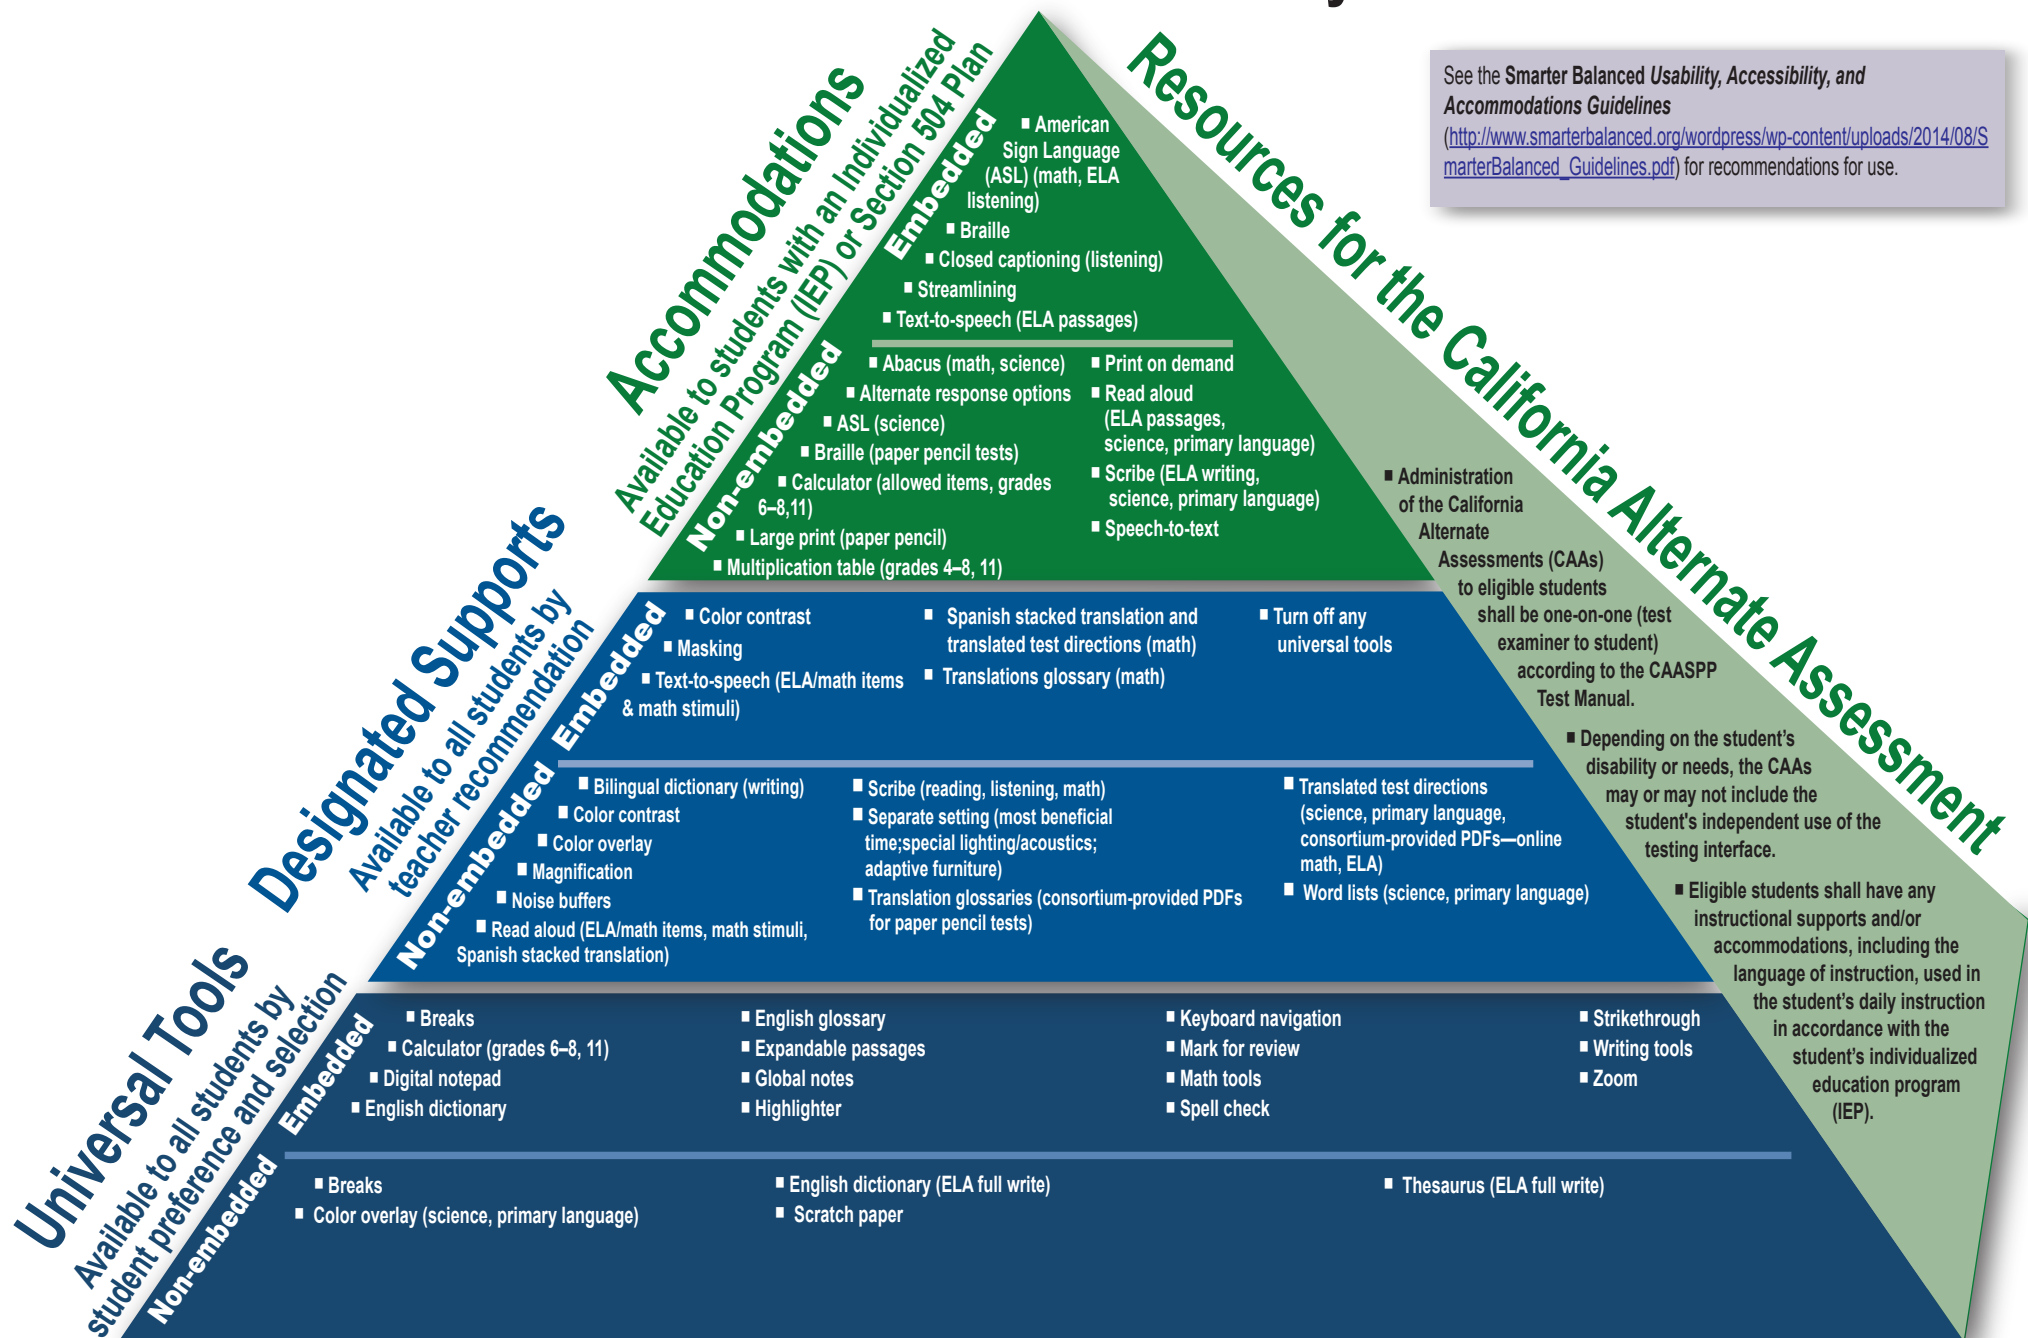 See the Smarter Balanced Usability, Accessibility, and
Accommodations Guidelines
(http://www.smarterbalanced.org/wordpress/wp-content/uploads/2014/08/S
marterBalanced_Guidelines.pdf) for recommendations for use.
Accommodations
Available to students with an Individualized
Education Program (IEP) or Section 504 Plan
Embedded
■ American
Sign Language
(ASL) (math, ELA
listening)
■ Braille
■ Closed captioning (listening)
■ Streamlining
■ Text-to-speech (ELA passages)
Non-embedded
■ Abacus (math, science)
■ Alternate response options
■ ASL (science)
■ Braille (paper pencil tests)
■ Calculator (allowed items, grades
6–8,11)
■ Large print (paper pencil)
■ Multiplication table (grades 4–8, 11)
■ Print on demand
■ Read aloud
(ELA passages,
science, primary language)
■ Scribe (ELA writing,
science, primary language)
■ Speech-to-text
Designated Supports
Available to all students by
teacher recommendation
Embedded
■ Color contrast
■ Masking
■ Text-to-speech (ELA/math items
& math stimuli)
■ Spanish stacked translation and
translated test directions (math)
■ Translations glossary (math)
■ Turn off any
universal tools
Non-embedded
■ Bilingual dictionary (writing)
■ Color contrast
■ Color overlay
■ Magnification
■ Noise buffers
■ Read aloud (ELA/math items, math stimuli,
Spanish stacked translation)
■ Scribe (reading, listening, math)
■ Separate setting (most beneficial
time;special lighting/acoustics;
adaptive furniture)
■ Translation glossaries (consortium-provided PDFs
for paper pencil tests)
■ Translated test directions
(science, primary language,
consortium-provided PDFs—online
math, ELA)
■ Word lists (science, primary language)
Universal Tools
Available to all students by
student preference and selection
Embedded
■ Breaks
■ Calculator (grades 6–8, 11)
■ Digital notepad
■ English dictionary
■ English glossary
■ Expandable passages
■ Global notes
■ Highlighter
■ Keyboard navigation
■ Mark for review
■ Math tools
■ Spell check
■ Strikethrough
■ Writing tools
■ Zoom
Non-embedded
■ Breaks
■ Color overlay (science, primary language)
■ English dictionary (ELA full write)
■ Scratch paper
■ Thesaurus (ELA full write)
Resources for the California Alternate Assessment
■ Administration
of the California
Alternate
Assessments (CAAs)
to eligible students
shall be one-on-one (test
examiner to student)
according to the CAASPP
Test Manual.
■ Depending on the student’s
disability or needs, the CAAs
may or may not include the
student's independent use of the
testing interface.
■ Eligible students shall have any
instructional supports and/or
accommodations, including the
language of instruction, used in
the student’s daily instruction
in accordance with the
student’s individualized
education program
(IEP).